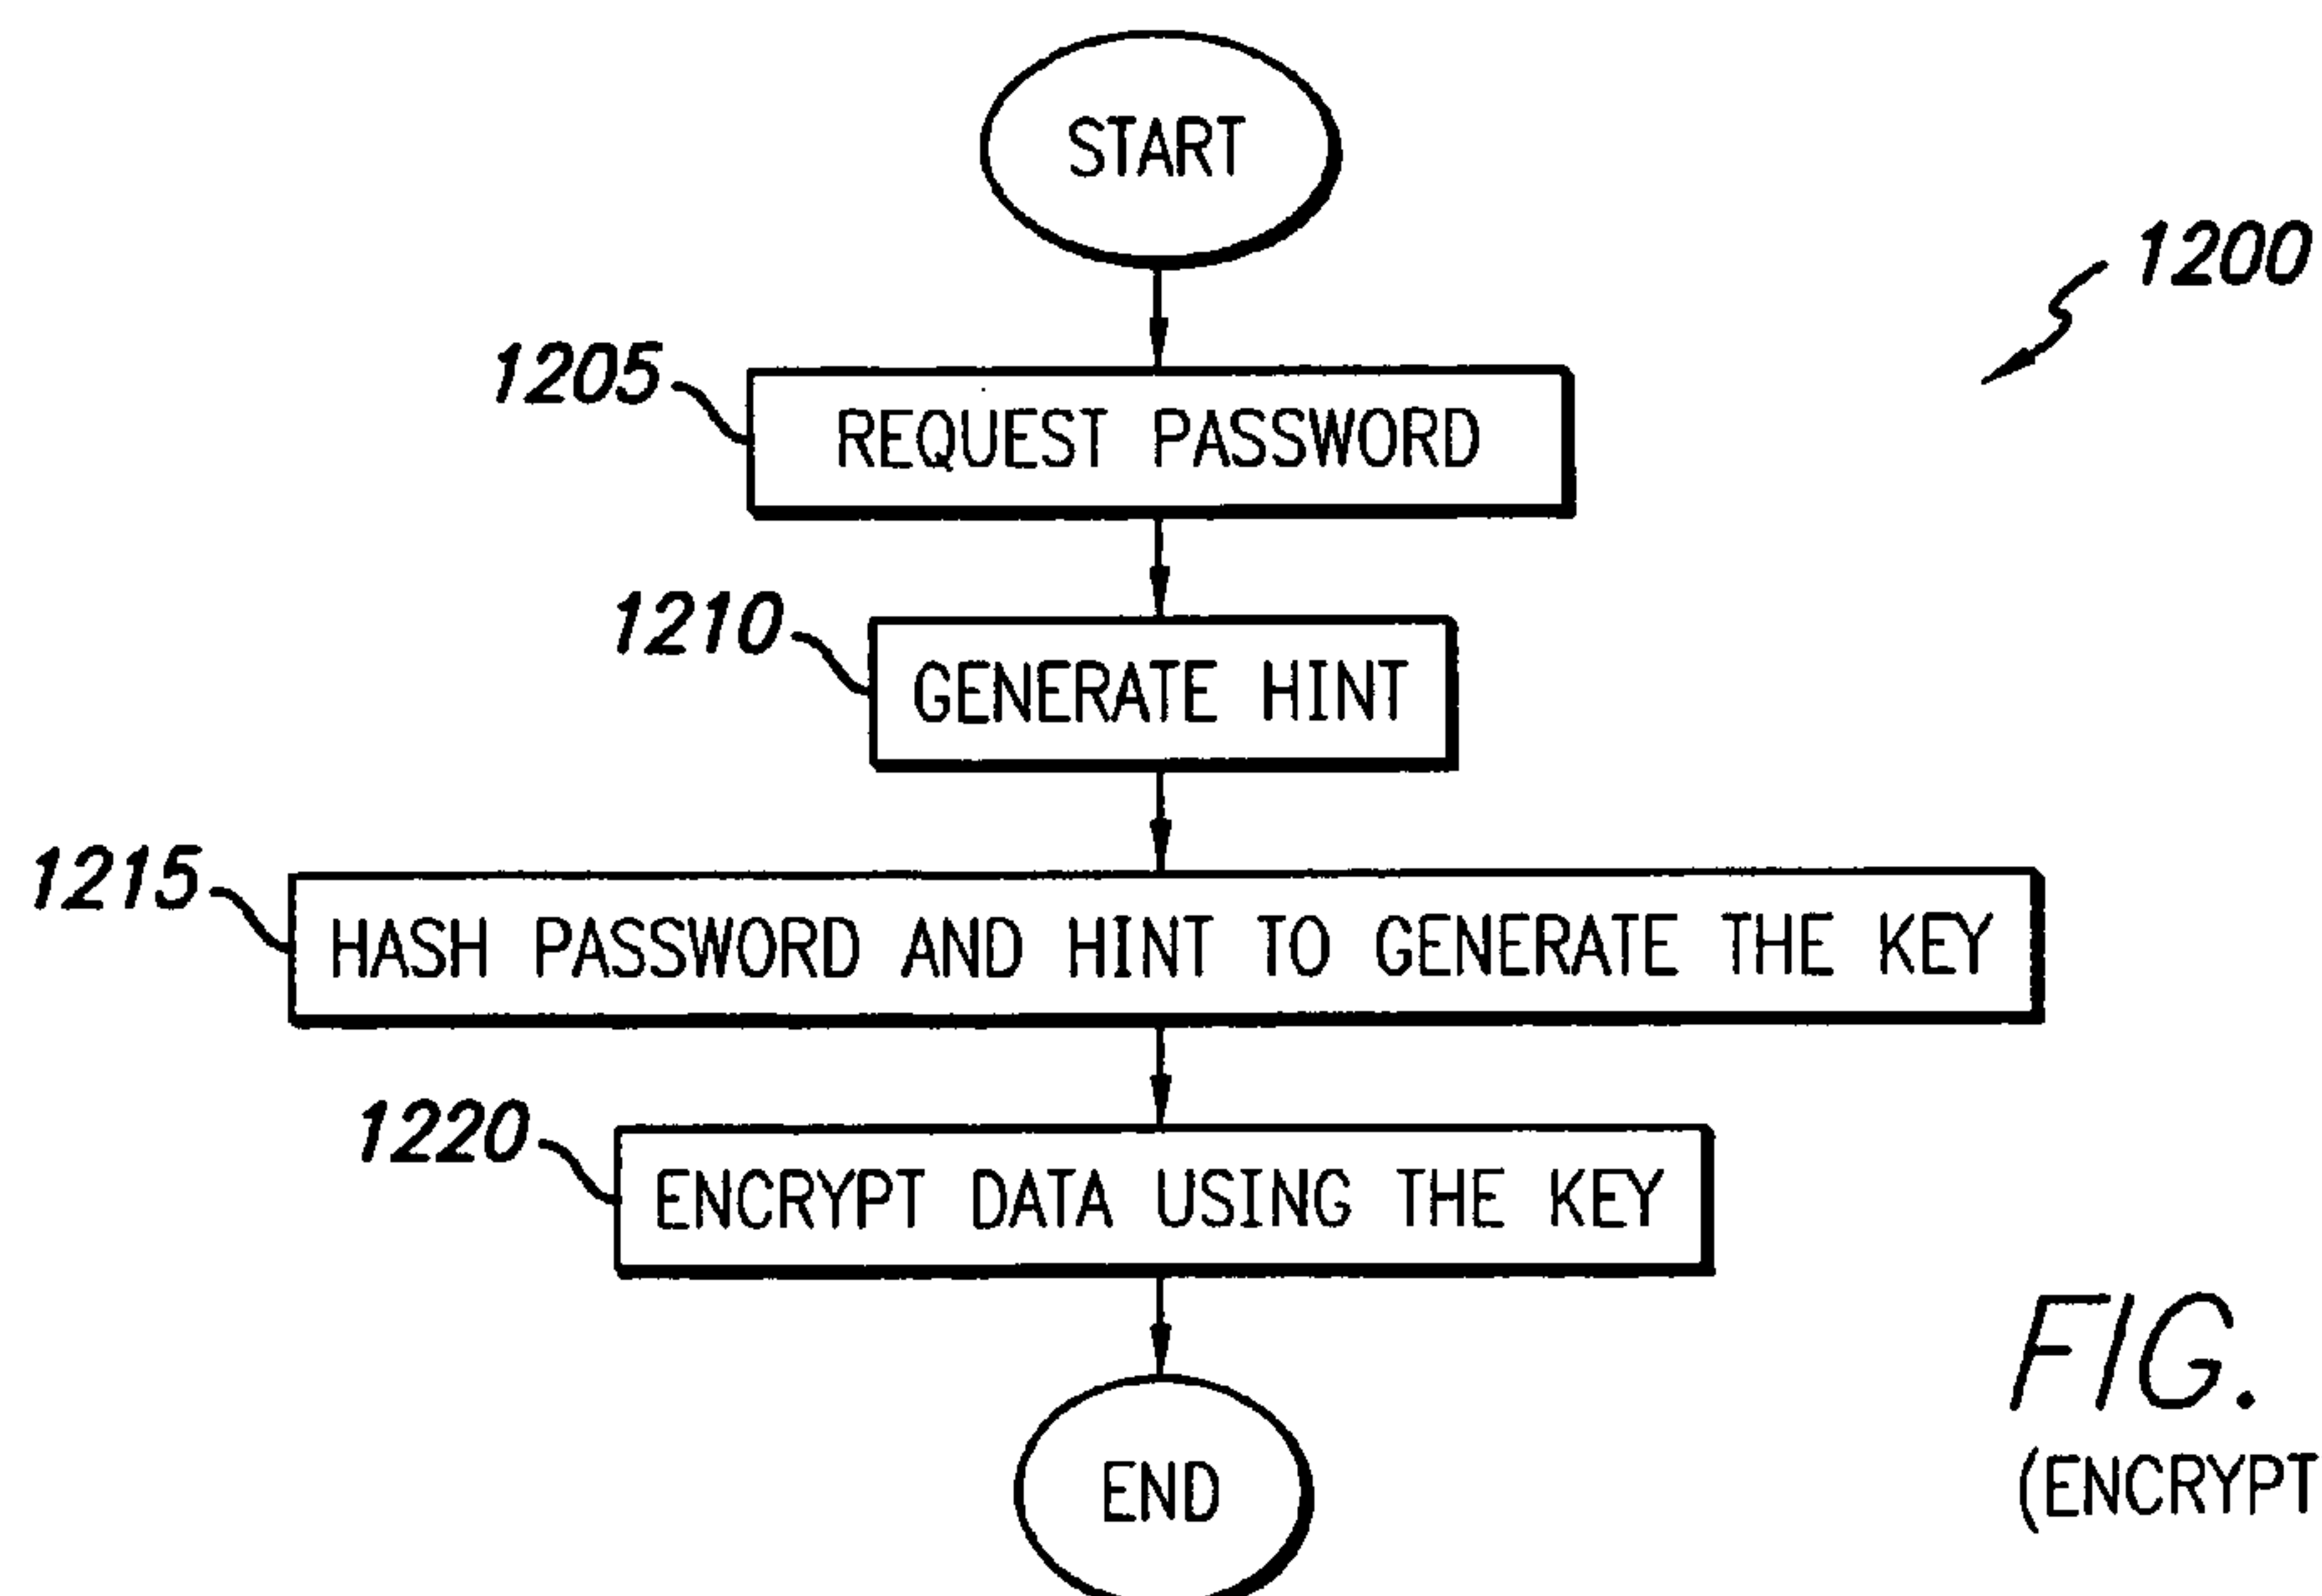 START
1200
1205
REQUEST PASSWORD
1210
GENERATE HINT
1215
HASH PASSWORD AND HINT TO GENERATE THE KEY
1220
ENCRYPT DATA USING THE KEY
FIG.
(ENCRYPT
END